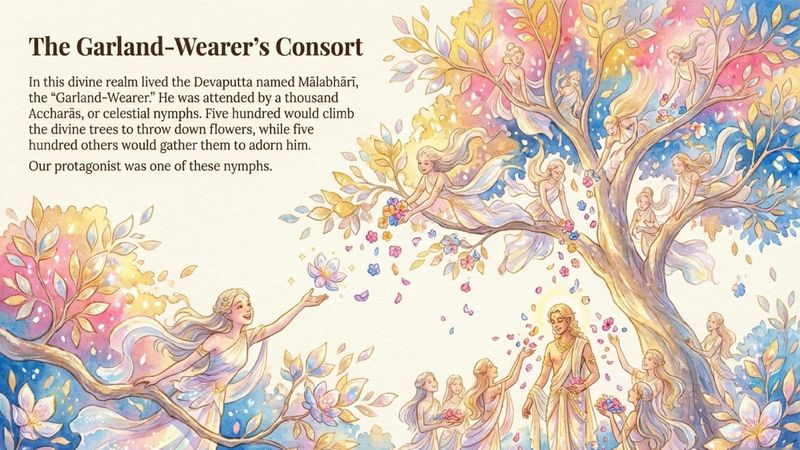 The Garland-Wearer’s Consort
In this divine realm lived the Devaputta named Mālabhārī,
the “Garland-Wearer.” He was attended by a thousand
Accharās, or celestial nymphs. Five hundred would climb
the divine trees to throw down flowers, while five
hundred others would gather them to adorn him.
Our protagonist was one of these nymphs.